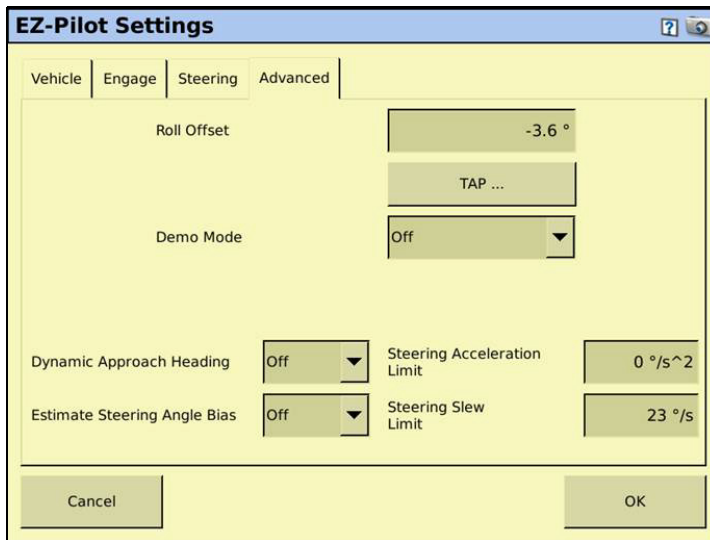 EZ-Pilot Settings
?
Vehicle Engage Steering Advanced
Roll Offset -3.6 °
TAP ...
Demo Mode Off
Dynamic Approach Heading Off
Steering Acceleration
Limit
0 °/s^2
Estimate Steering Angle Bias Off
Steering Slew
Limit
23 °/s
Cancel OK